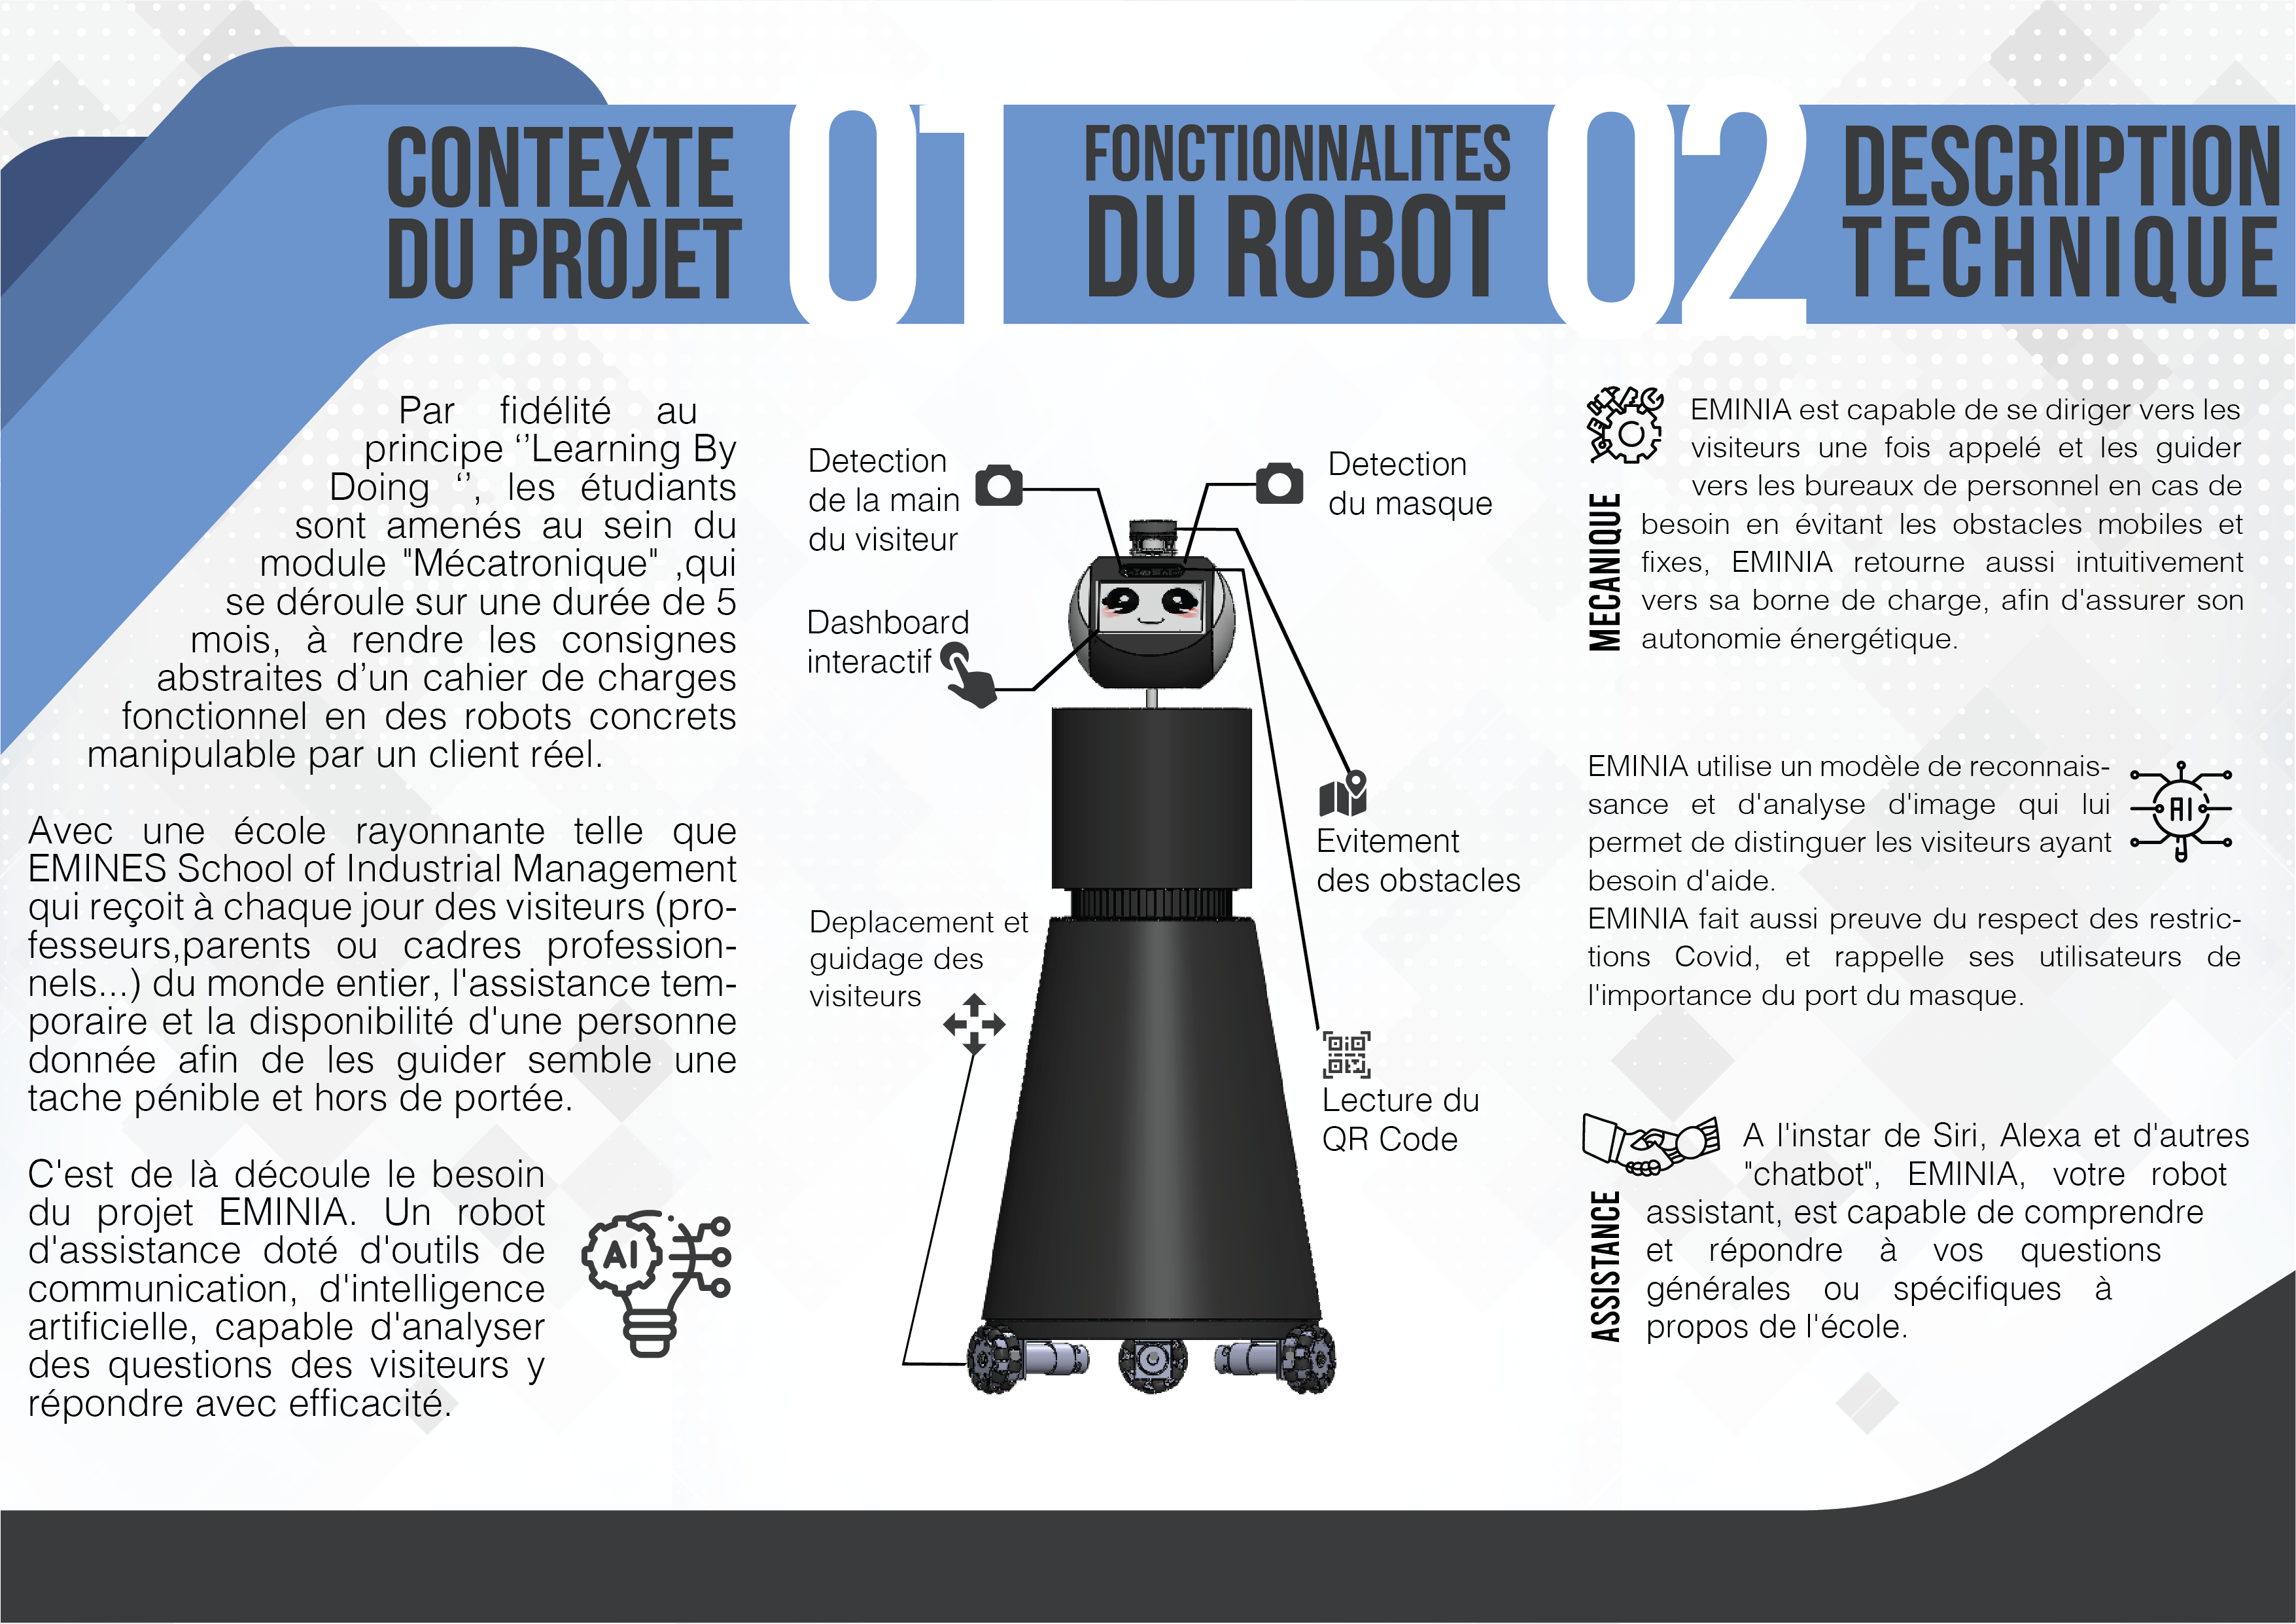 CONTEXTE
DU PROJET
01
FONCTIONNALITES
DU ROBOT
02
DESCRIPTION
TECHNIQUE
Par fidélité au
principe ‘’Learning By
Doing ‘’, les étudiants
sont amenés au sein du
module "Mécatronique" ,qui
se déroule sur une durée de 5
mois, à rendre les consignes
abstraites d’un cahier de charges
fonctionnel en des robots concrets
manipulable par un client réel.
Avec une école rayonnante telle que
EMINES School of Industrial Management
qui reçoit à chaque jour des visiteurs (pro-
fesseurs,parents ou cadres profession-
nels...) du monde entier, l'assistance tem-
poraire et la disponibilité d'une personne
donnée afin de les guider semble une
tache pénible et hors de portée.
C'est de là découle le besoin
du projet EMINIA. Un robot
d'assistance doté d'outils de
communication, d'intelligence
artificielle, capable d'analyser
des questions des visiteurs y
répondre avec efficacité.
AI
Detection
de la main
du visiteur
Detection
du masque
Dashboard
interactif
Evitement
des obstacles
Deplacement et
guidage des
visiteurs
Lecture du
QR Code
MECANIQUE
EMINIA est capable de se diriger vers les
visiteurs une fois appelé et les guider
vers les bureaux de personnel en cas de
besoin en évitant les obstacles mobiles et
fixes, EMINIA retourne aussi intuitivement
vers sa borne de charge, afin d'assurer son
autonomie énergétique.
EMINIA utilise un modèle de reconnais-
sance et d'analyse d'image qui lui
permet de distinguer les visiteurs ayant
besoin d'aide.
EMINIA fait aussi preuve du respect des restric-
tions Covid, et rappelle ses utilisateurs de
l'importance du port du masque.
AI
ASSISTANCE
A l'instar de Siri, Alexa et d'autres
"chatbot", EMINIA, votre robot
assistant, est capable de comprendre
et répondre à vos questions
générales ou spécifiques à
propos de l'école.